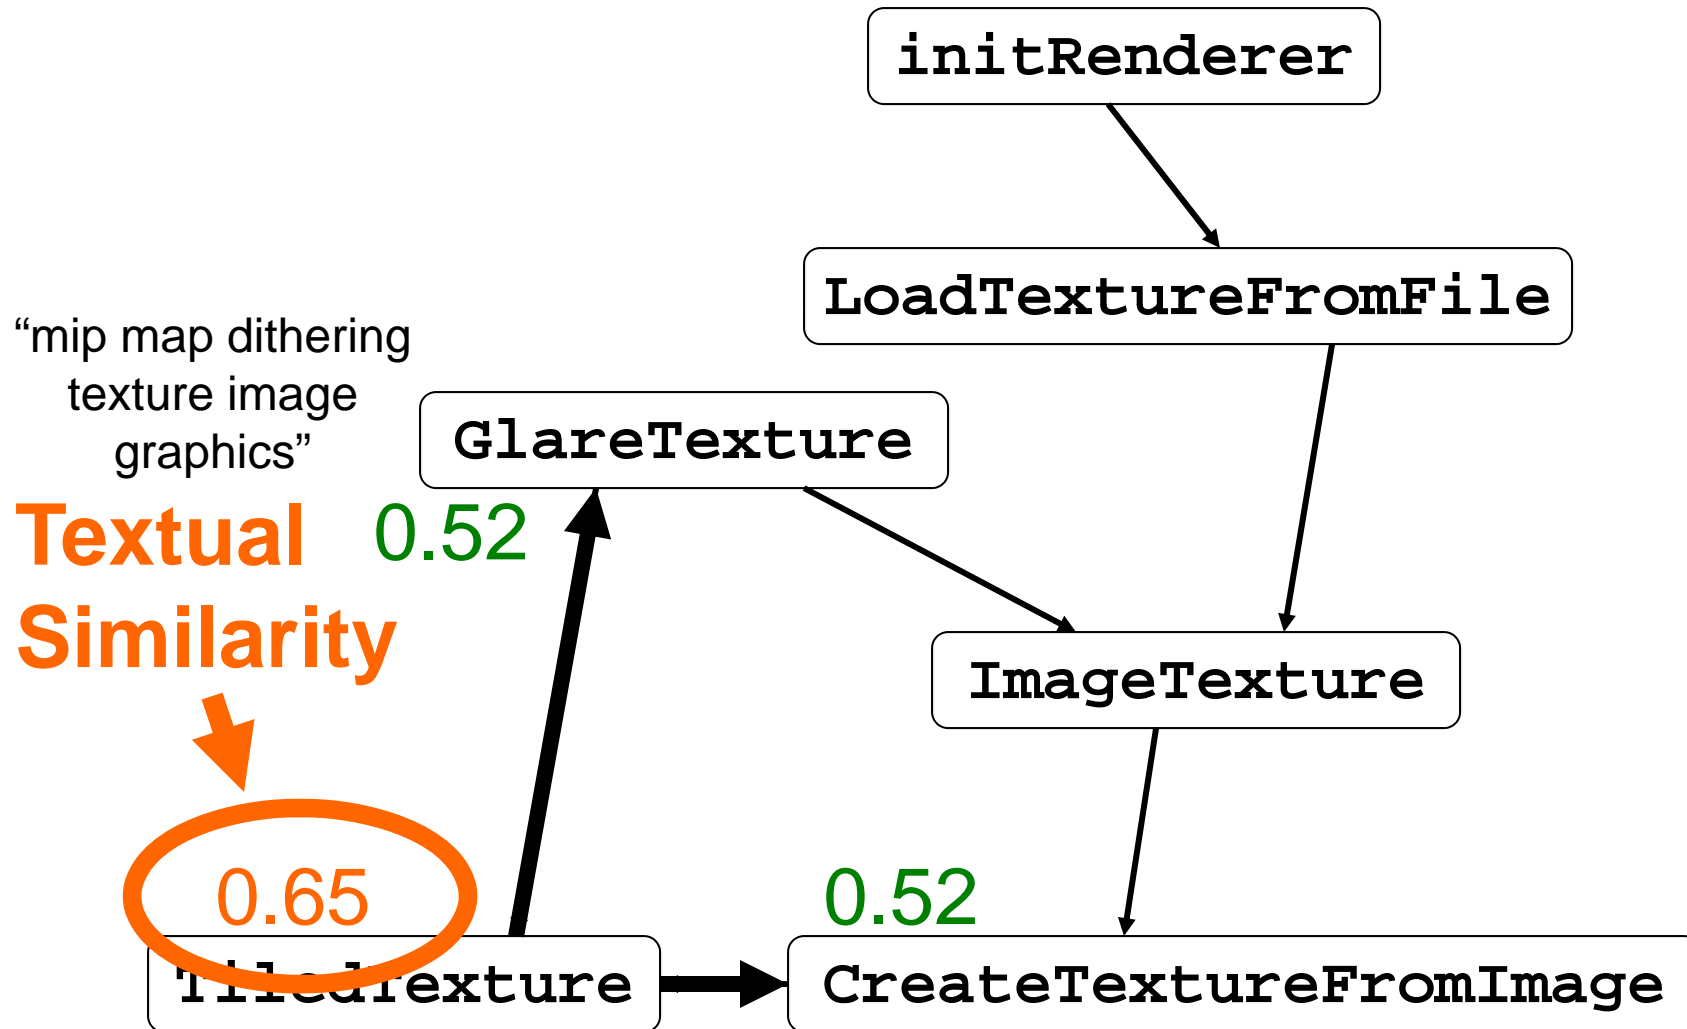 initRenderer
LoadTextureFromFile
“mip map dithering
texture image
graphics”
GlareTexture
Textual
Similarity
0.52
ImageTexture
0.65
0.52
TiledTexture
CreateTextureFromImage